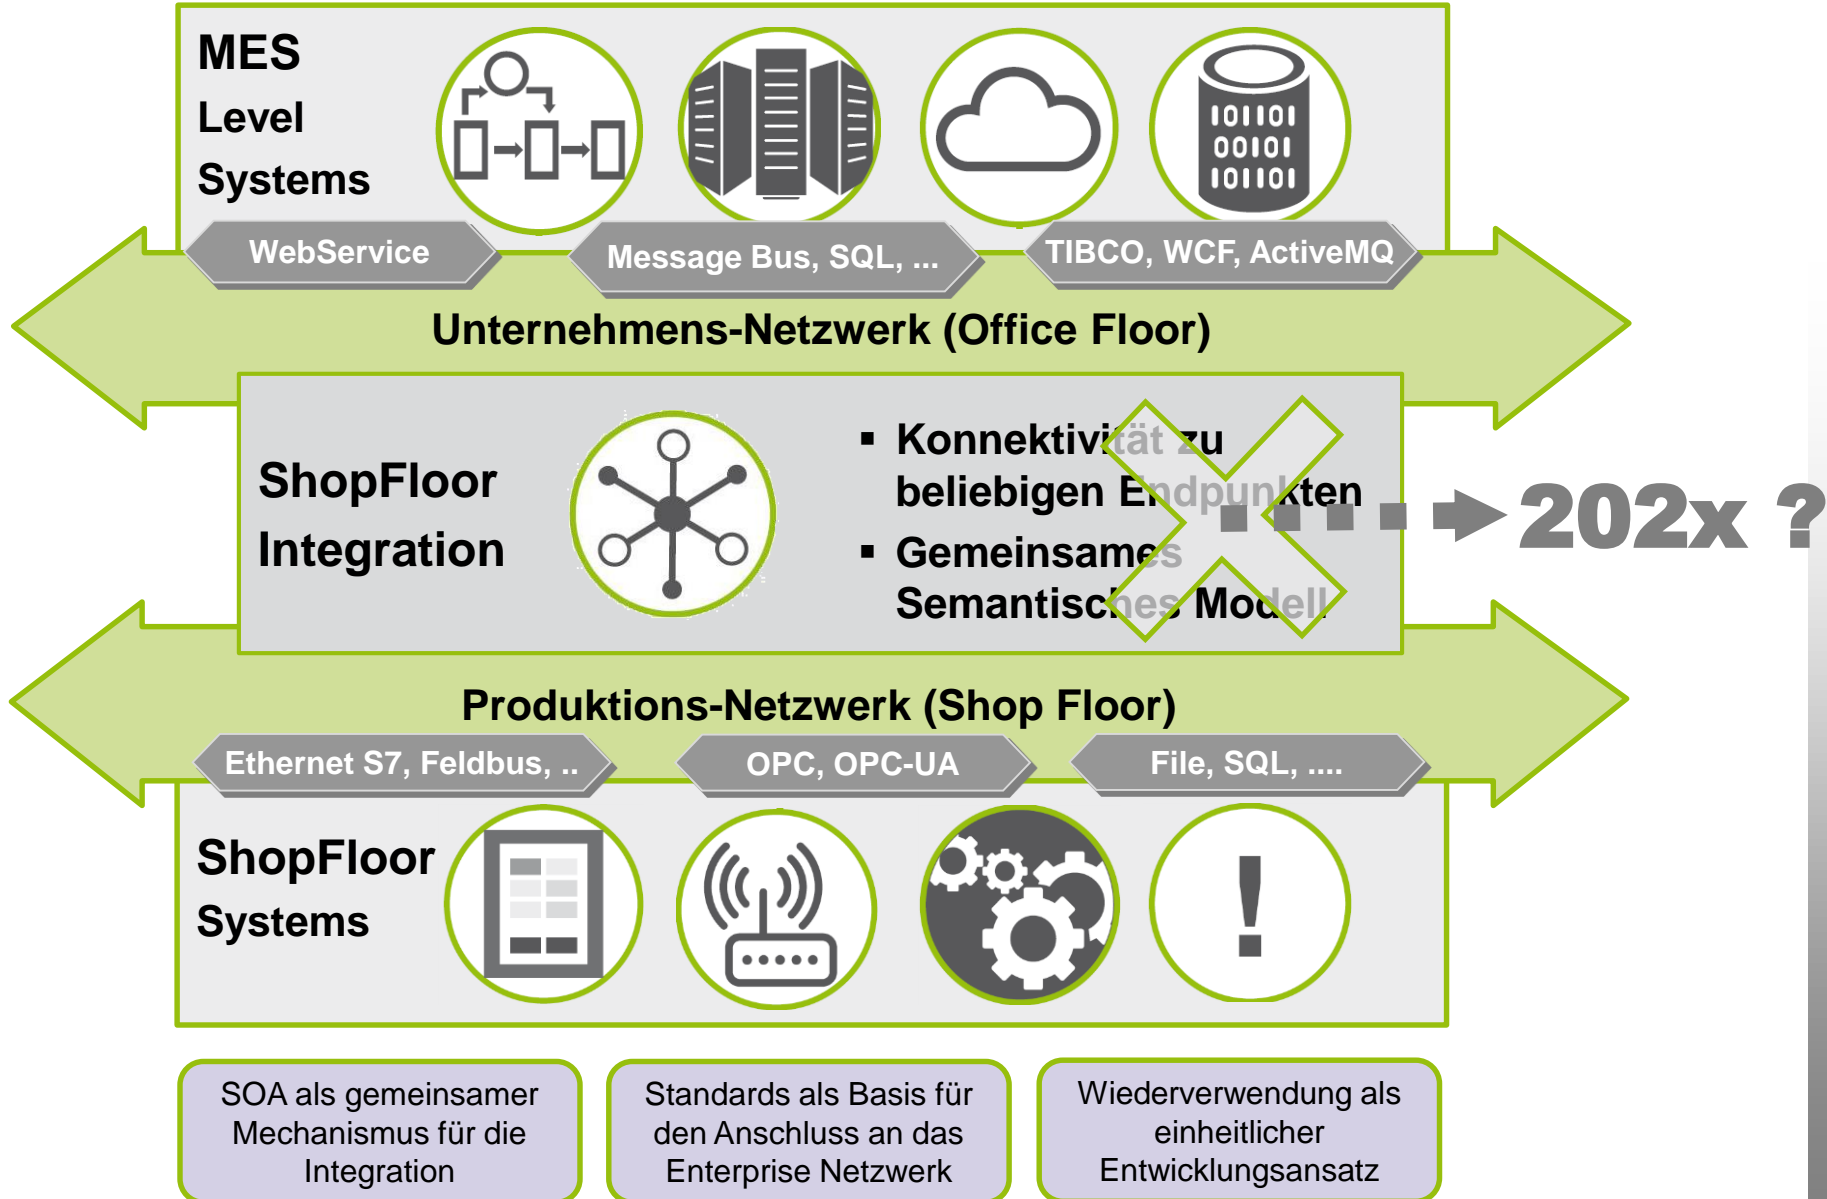 MES
Level
Systems
101101
00101
101101
WebService
Message Bus, SQL, ...
TIBCO, WCF, ActiveMQ
Unternehmens-Netzwerk (Office Floor)
ShopFloor
Integration
▪ Konnektivität zu
beliebigen Endpunkten
▪ Gemeinsames
Semantisches Modell
202x ?
Produktions-Netzwerk (Shop Floor)
Ethernet S7, Feldbus, ..
OPC, OPC-UA
File, SQL, ....
ShopFloor
Systems
!
SOA als gemeinsamer
Mechanismus für die
Integration
Standards als Basis für
den Anschluss an das
Enterprise Netzwerk
Wiederverwendung als
einheitlicher
Entwicklungsansatz